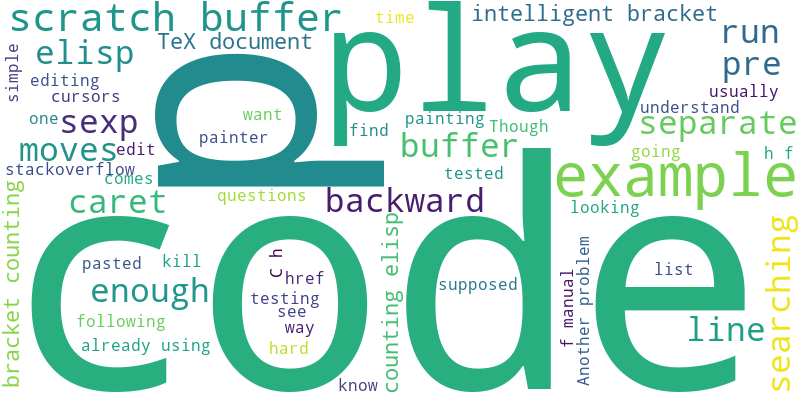 scratch buffer
play
time
intelligent bracket
run
elisp
TeX document
pre
simple
editing
cursors
usually
one
sexp
p
want
painter
find
painting
Though
understand
separate
moves
edit
buffer
going
h f
stackoverflow
comes
tested
example
caret
questions
backward
looking
code
bracket counting
pasted
kill
C h
href
enough
testing
see
way
following
already using
hard
know
counting elisp
supposed
f manual
Another problem
list
line
searching